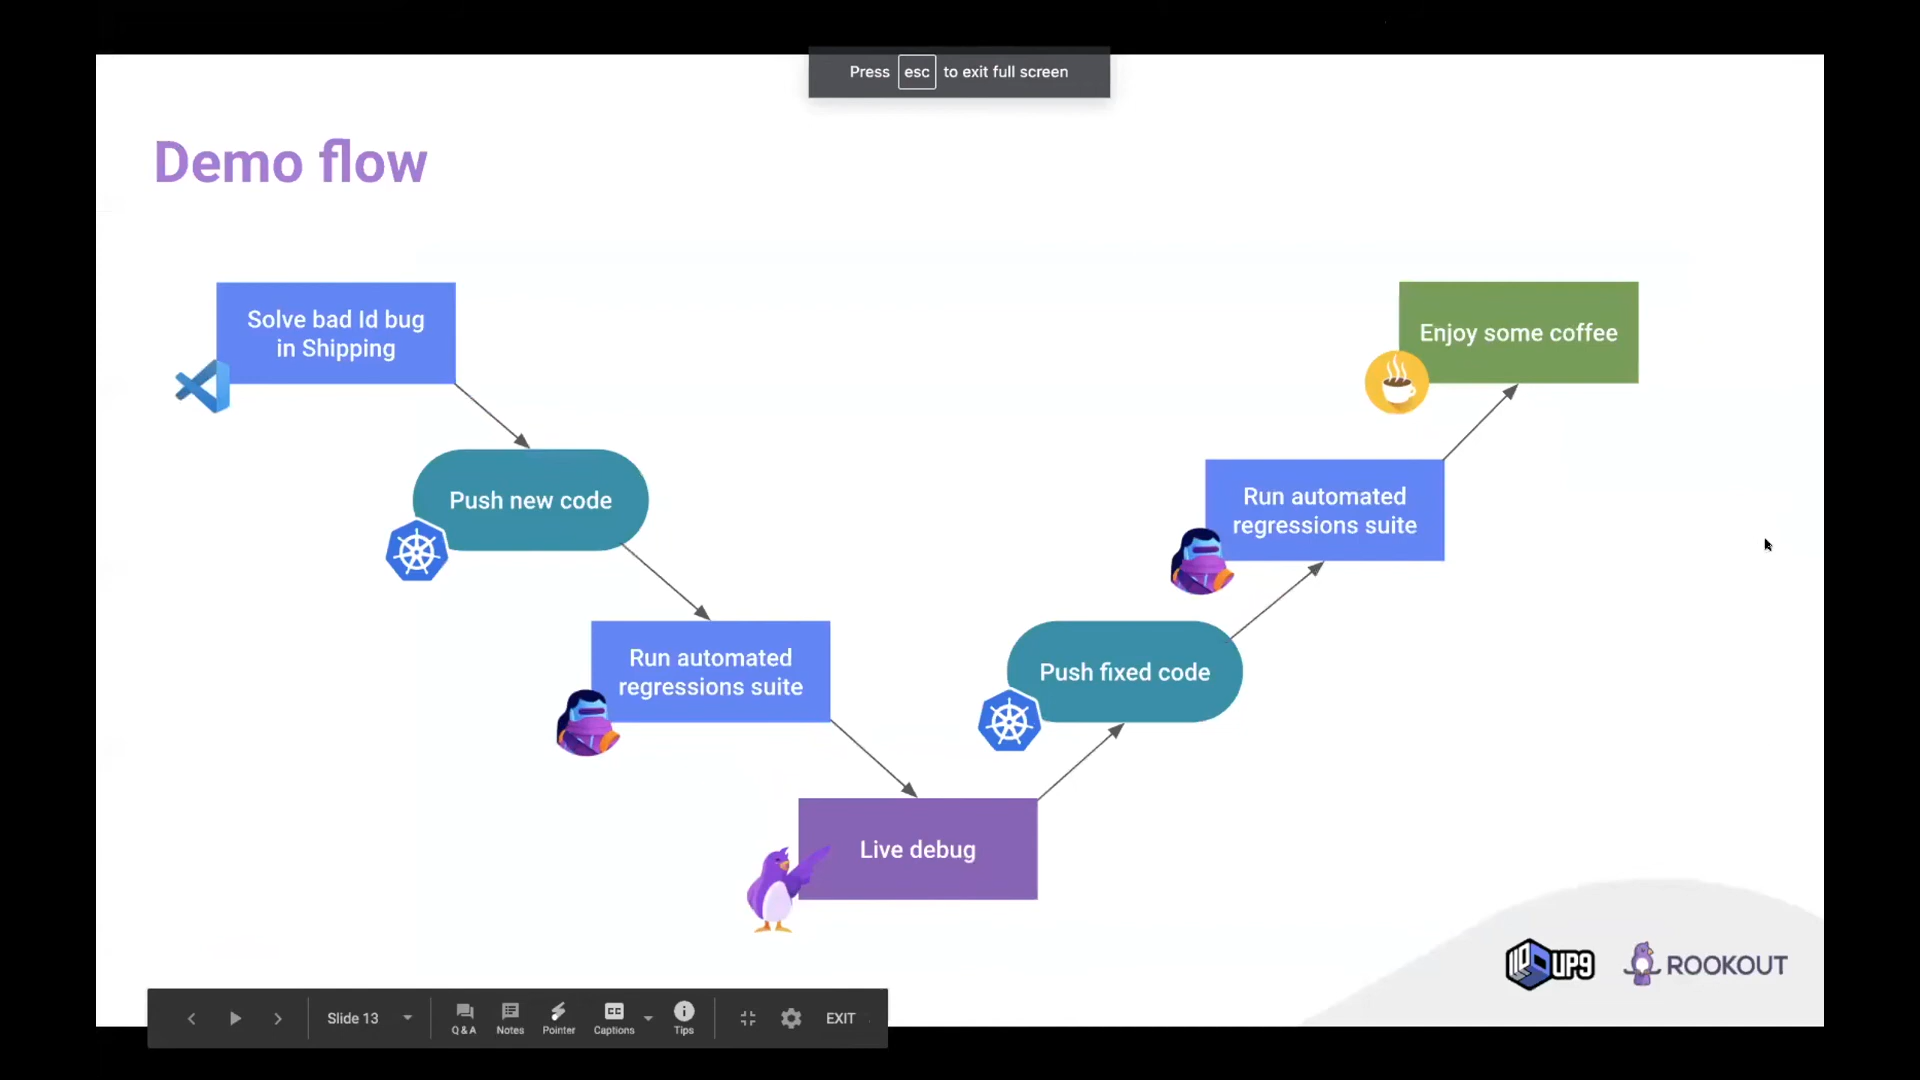 Press esc to exit full screen
Demo flow
Solve bad Id bug
in Shipping
Push new code
Run automated
regressions suite
Live debug
Push fixed code
Run automated
regressions suite
Enjoy some coffee
UP9
ROOKOUT
Slide 13
Q & A
Notes
Pointer
CC
Captions
Tips
EXIT